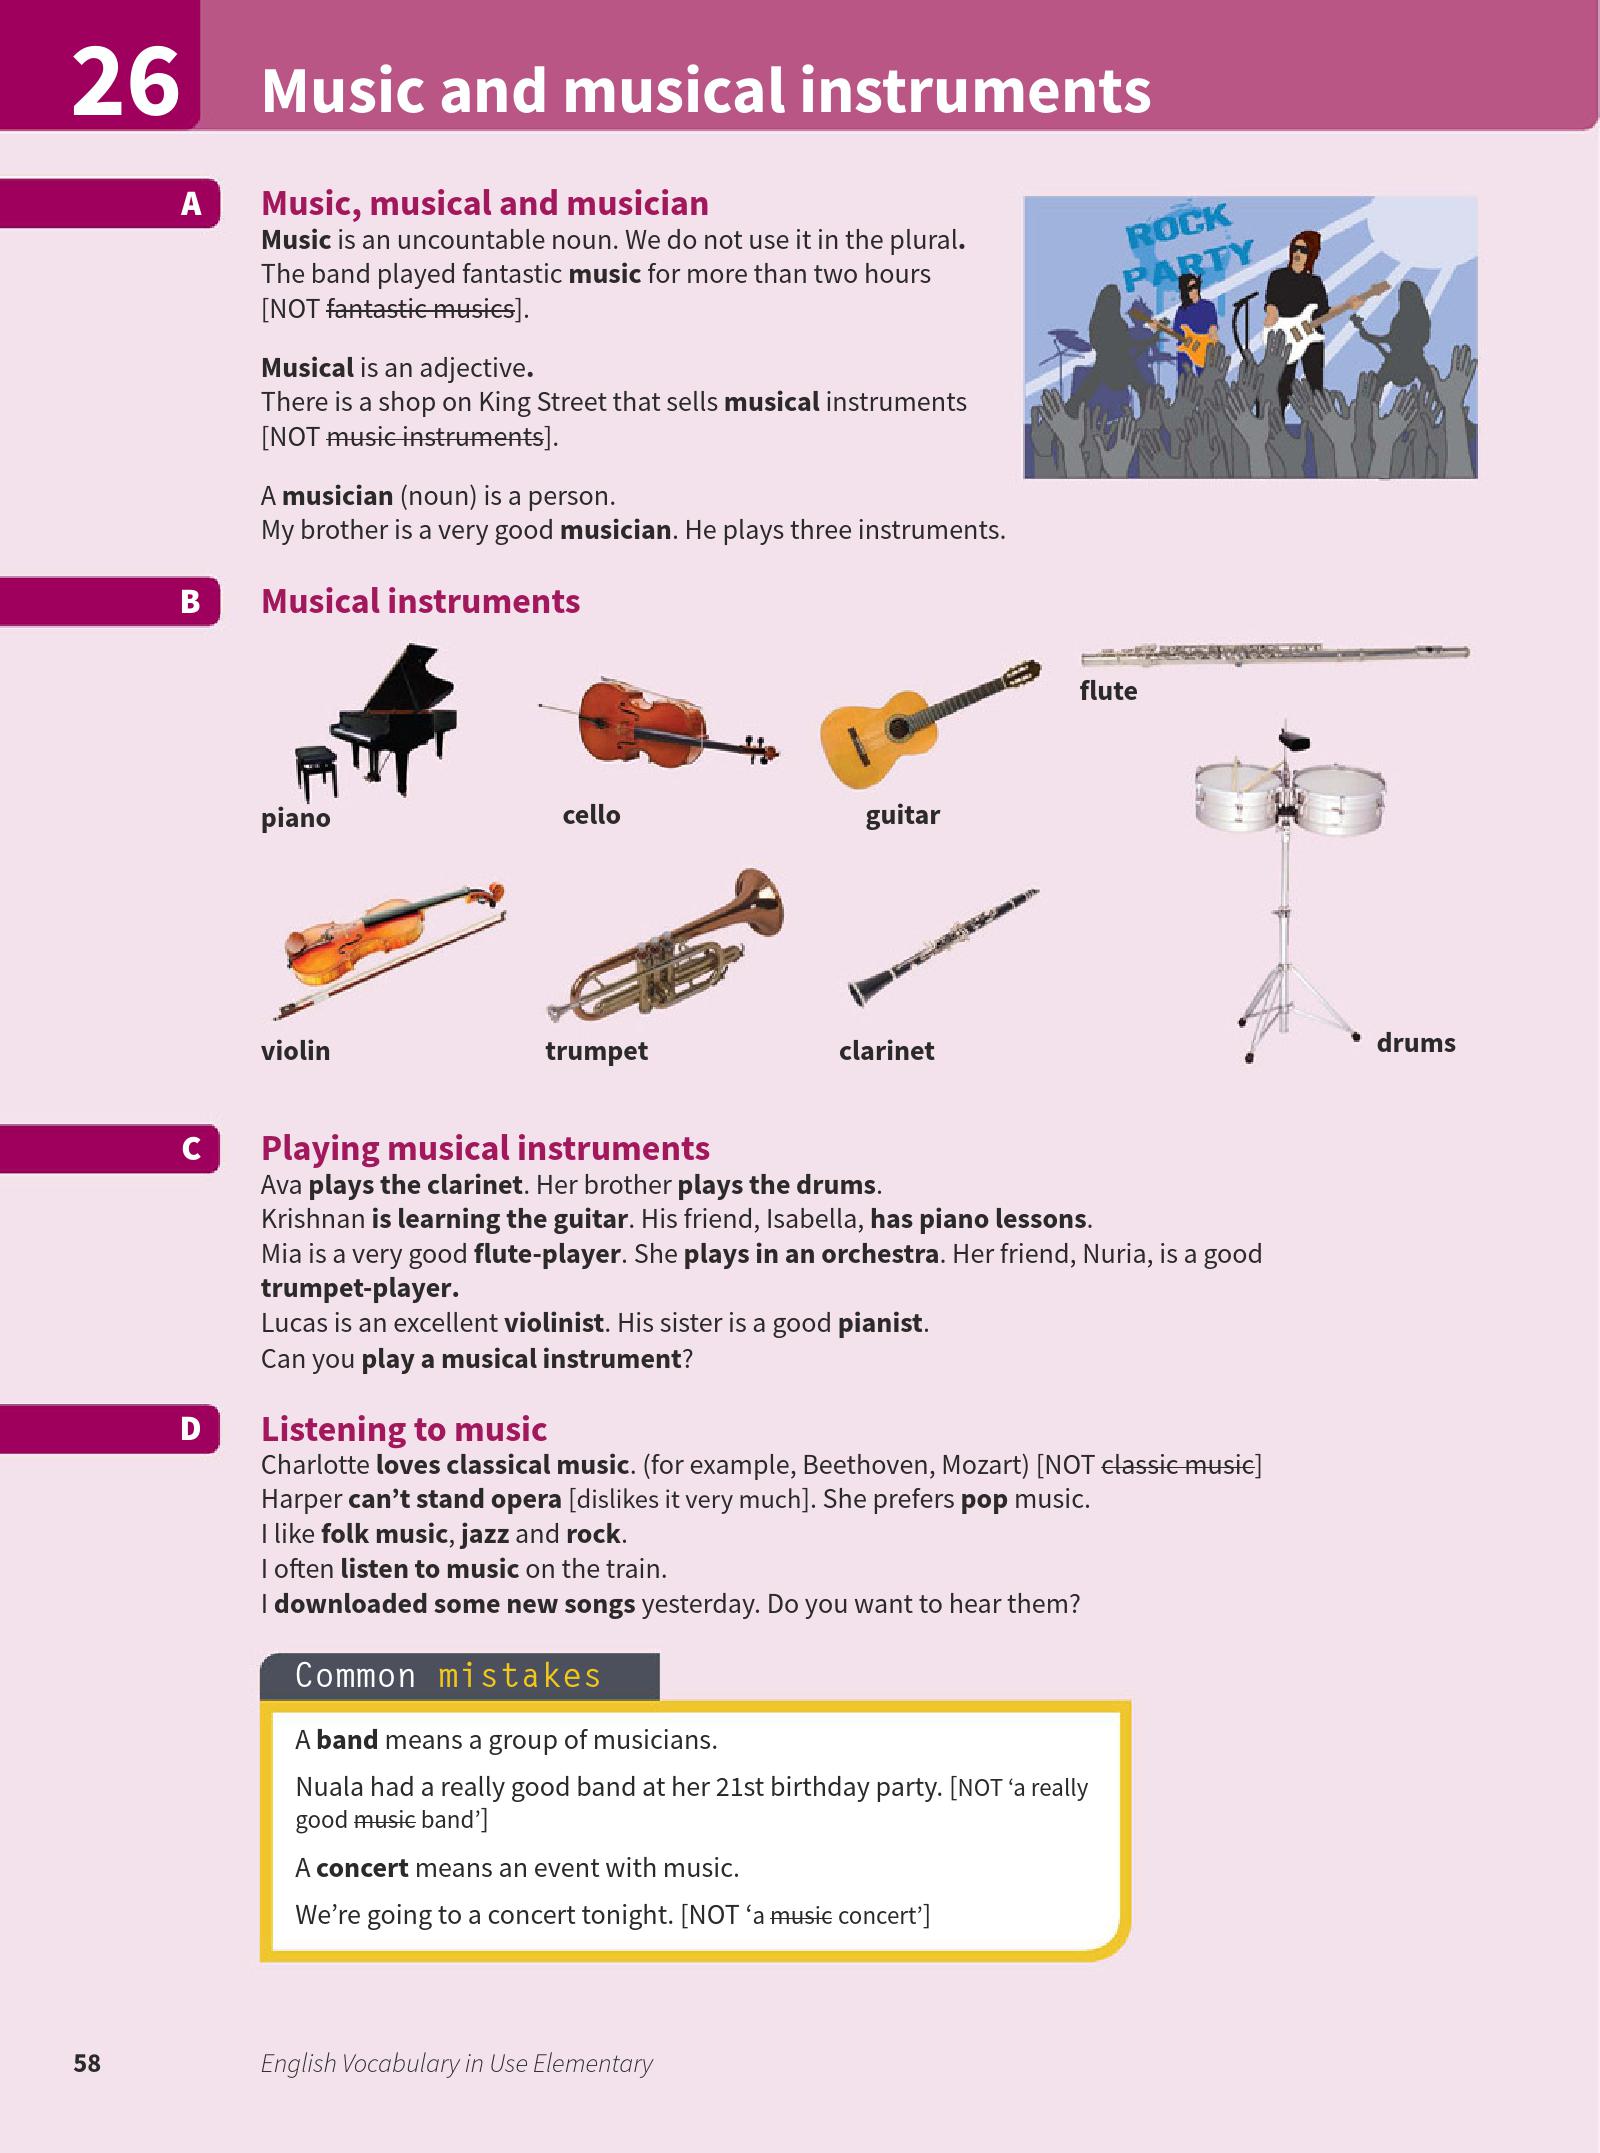 26
Music and musical instruments
A
Music, musical and musician
Music is an uncountable noun. We do not use it in the plural.
The band played fantastic music for more than two hours
[NOT fantastic musics].
Musical is an adjective.
There is a shop on King Street that sells musical instruments
[NOT music instruments].
A musician (noun) is a person.
My brother is a very good musician. He plays three instruments.
ROCK
PARTY
B
Musical instruments
piano
cello
guitar
flute
violin
trumpet
clarinet
drums
C
Playing musical instruments
Ava plays the clarinet. Her brother plays the drums.
Krishnan is learning the guitar. His friend, Isabella, has piano lessons.
Mia is a very good flute-player. She plays in an orchestra. Her friend, Nuria, is a good
trumpet-player.
Lucas is an excellent violinist. His sister is a good pianist.
Can you play a musical instrument?
D
Listening to music
Charlotte loves classical music. (for example, Beethoven, Mozart) [NOT classic music]
Harper can’t stand opera [dislikes it very much]. She prefers pop music.
I like folk music, jazz and rock.
I often listen to music on the train.
I downloaded some new songs yesterday. Do you want to hear them?
Common mistakes
A band means a group of musicians.
Nuala had a really good band at her 21st birthday party. [NOT ‘a really
good music band’]
A concert means an event with music.
We’re going to a concert tonight. [NOT ‘a music concert’]
58
English Vocabulary in Use Elementary